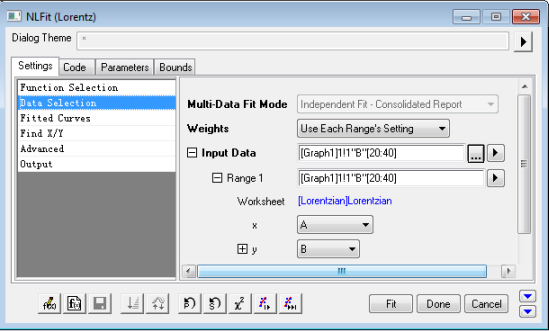 NLFit (Lorentz)
Dialog Theme *
Settings Code Parameters Bounds
Function Selection
Data Selection
Fitted Curves
Find X/Y
Advanced
Output
Multi-Data Fit Mode Independent Fit - Consolidated Report
Weights Use Each Range's Setting
Input Data [Graph1]1!1"B"[20:40] ...
Range 1 [Graph1]1!1"B"[20:40]
Worksheet [Lorentzian]Lorentzian
x A
y B
Fit Done Cancel